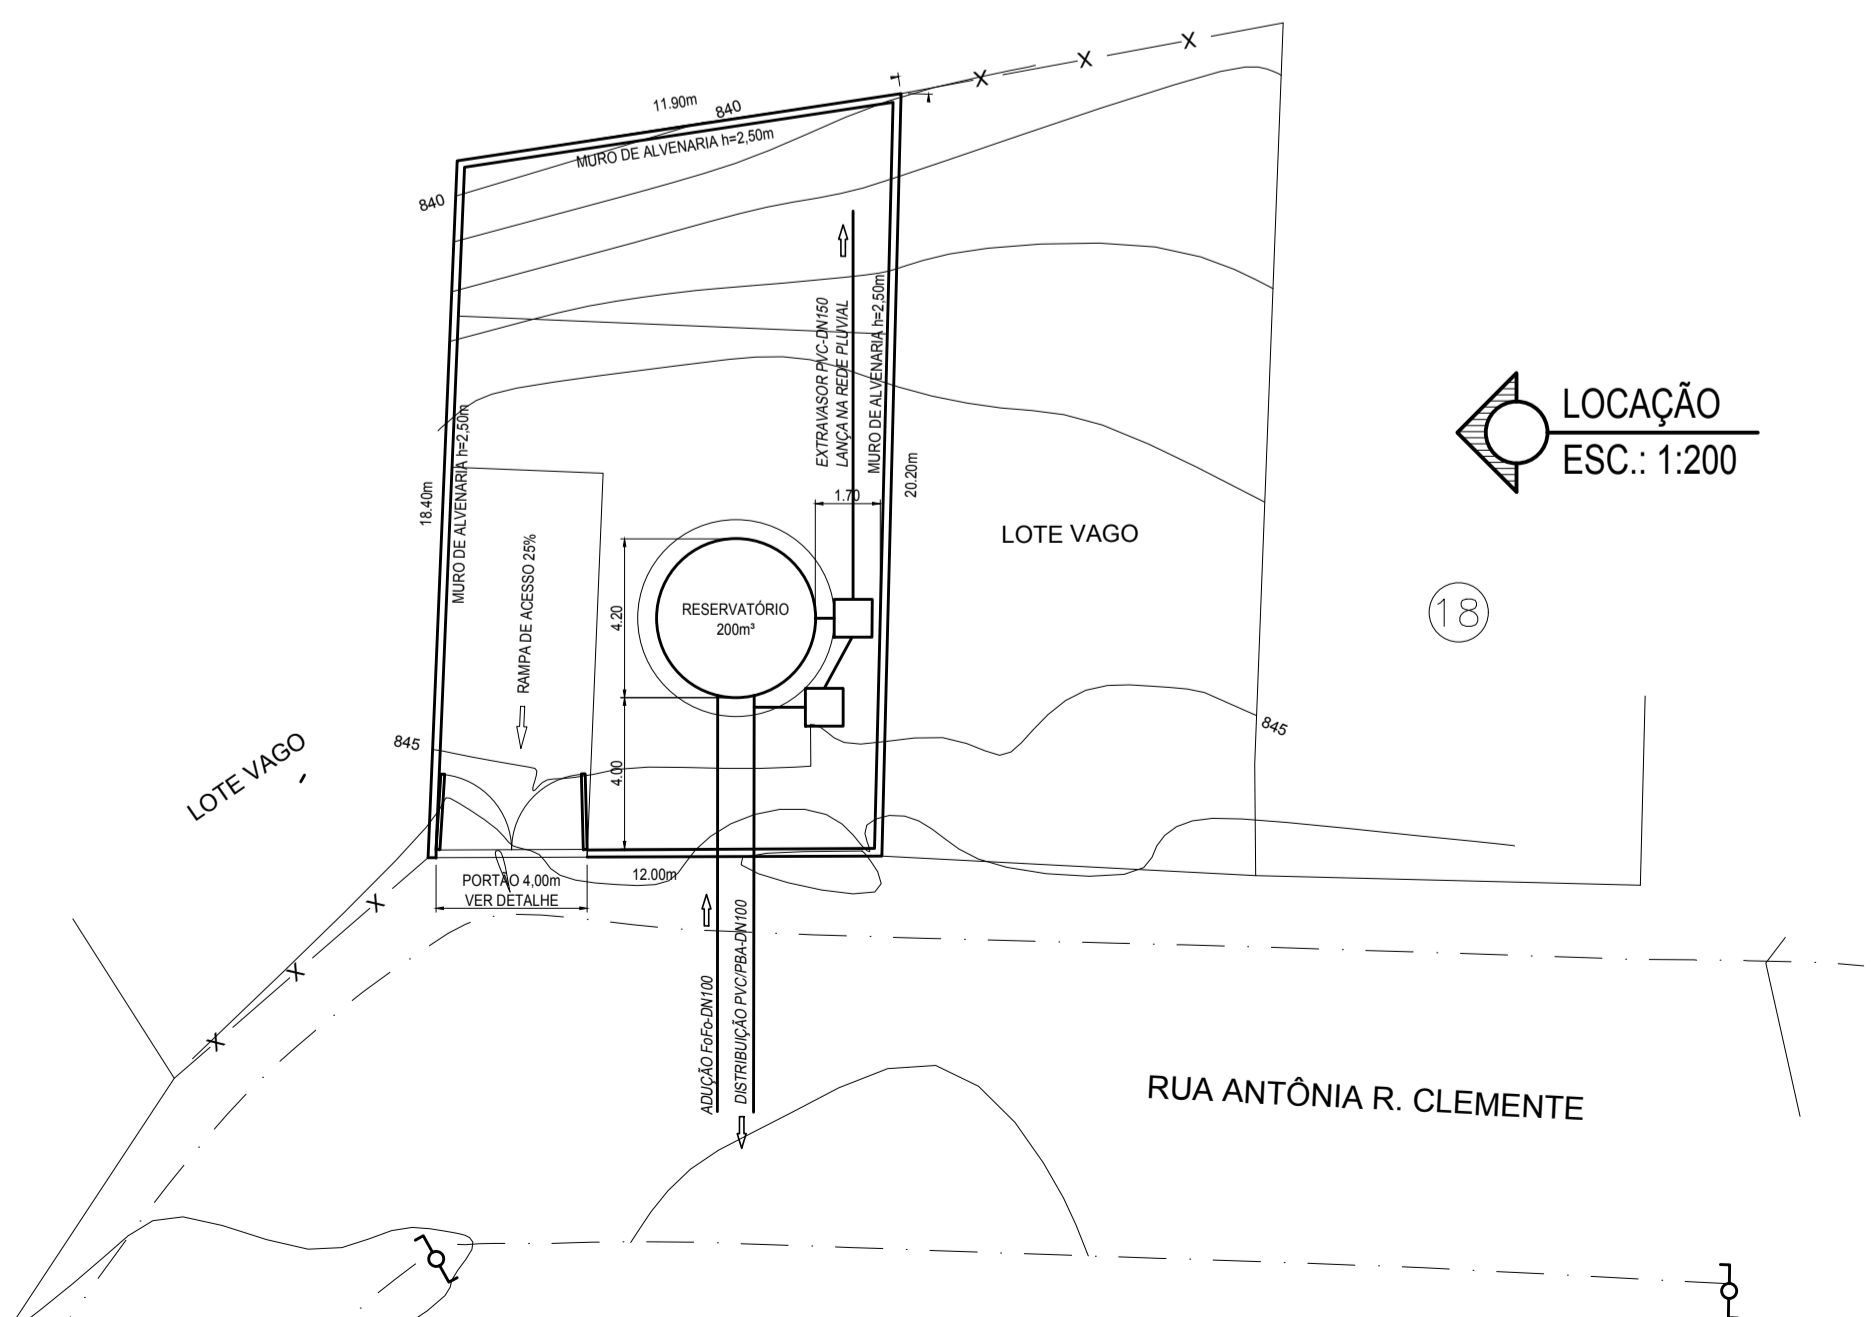 X
X
X
11.90m
840
MURO DE ALVENARIA h=2,50m
840
EXTRAVASOR PVC-DN150
LANÇA NA REDE PLUVIAL
MURO DE ALVENARIA h=2,50m
20.20m
LOCAÇÃO
ESC.: 1:200
MURO DE ALVENARIA h=2,50m
18.40m
1.70
LOTE VAGO
RAMPA DE ACESSO 25%
4.20
RESERVATÓRIO
200m³
18
845
845
LOTE VAGO
4.00
PORTÃO 4,00m
VER DETALHE
12.00m
X
X
X
ADUÇÃO FoFo-DN100
DISTRIBUIÇÃO PVC/PBA-DN100
RUA ANTÔNIA R. CLEMENTE